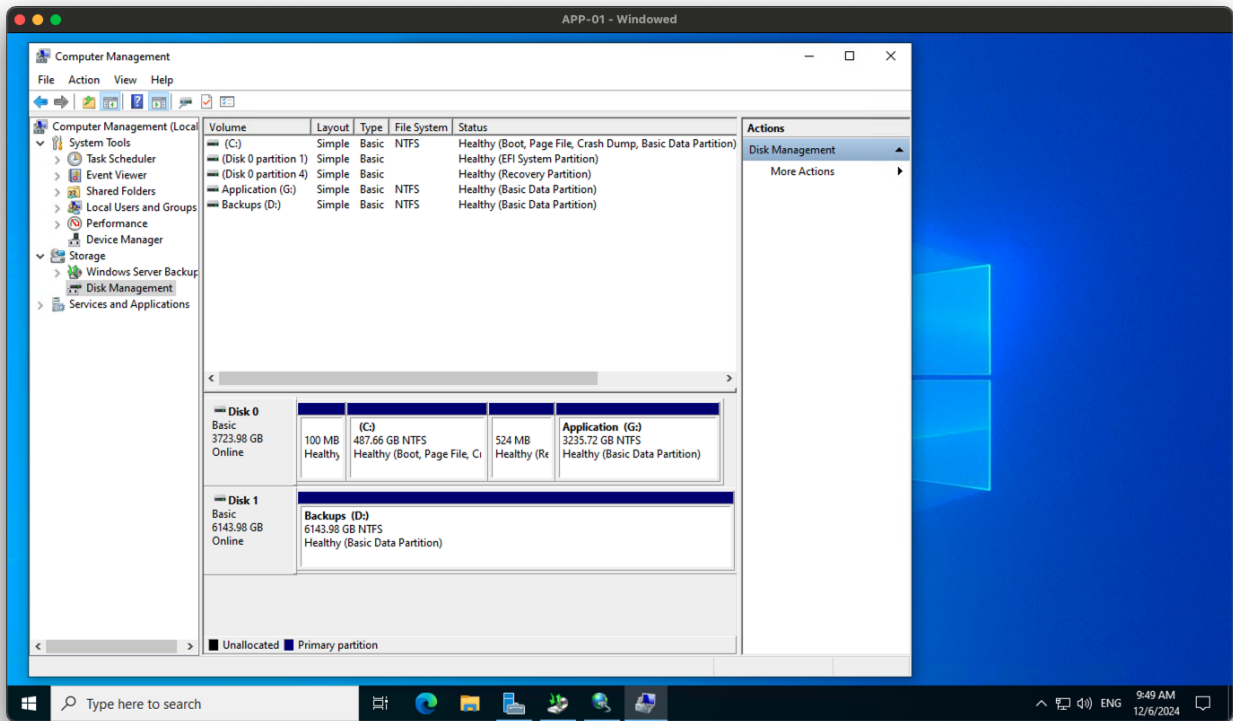 APP-01 - Windowed
Computer Management
File Action View Help
Computer Management (Local
System Tools
Task Scheduler
Event Viewer
Shared Folders
Local Users and Groups
Performance
Device Manager
Storage
Windows Server Backup
Disk Management
Services and Applications
Volume Layout Type File System Status
(C:) Simple Basic NTFS Healthy (Boot, Page File, Crash Dump, Basic Data Partition)
(Disk 0 partition 1) Simple Basic Healthy (EFI System Partition)
(Disk 0 partition 4) Simple Basic Healthy (Recovery Partition)
Application (G:) Simple Basic NTFS Healthy (Basic Data Partition)
Backups (D:) Simple Basic NTFS Healthy (Basic Data Partition)
Actions
Disk Management
More Actions
Disk 0
Basic
3723.98 GB
Online
100 MB
Healthy
(C:)
487.66 GB NTFS
Healthy (Boot, Page File, Cr
524 MB
Healthy (Re
Application (G:)
3235.72 GB NTFS
Healthy (Basic Data Partition)
Disk 1
Basic
6143.98 GB
Online
Backups (D:)
6143.98 GB NTFS
Healthy (Basic Data Partition)
Unallocated Primary partition
Type here to search
ENG
9:49 AM
12/6/2024